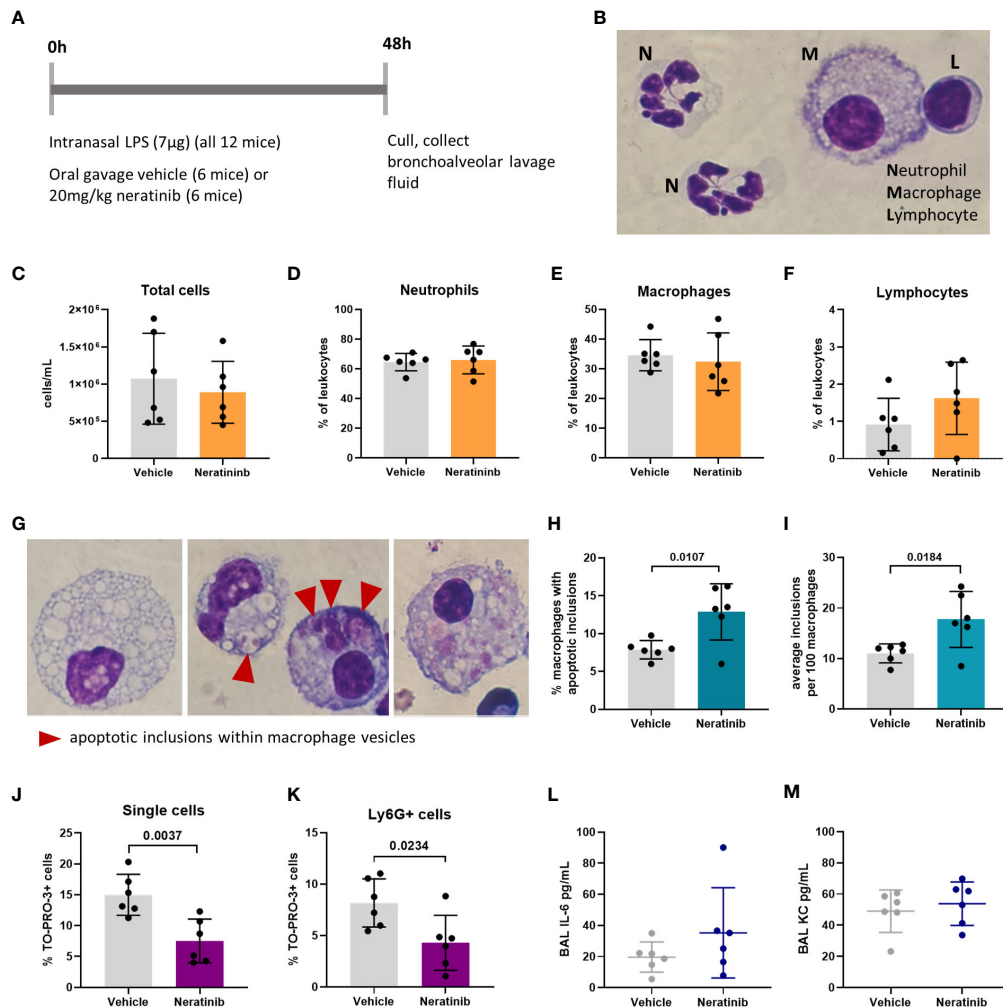 A
0h
48h
Intranasal LPS (7µg) (all 12 mice)
Oral gavage vehicle (6 mice) or
20mg/kg neratinib (6 mice)
Cull, collect
bronchoalveolar lavage
fluid
B
N
M
L
N
Neutrophil
Macrophage
Lymphocyte
C
Total cells
cells/mL
2×10⁶
1×10⁶
1×10⁶
5×10⁵
0
Vehicle
Neratininb
D
Neutrophils
% of leukocytes
100
80
60
40
20
0
Vehicle
Neratininb
E
Macrophages
% of leukocytes
50
40
30
20
10
0
Vehicle
Neratinib
F
Lymphocytes
% of leukocytes
4
3
2
1
0
Vehicle
Neratinib
G
apoptotic inclusions within macrophage vesicles
H
% macrophages with
apoptotic inclusions
20
15
10
5
0
0.0107
Vehicle
Neratinib
I
average inclusions
per 100 macrophages
30
20
10
0
0.0184
Vehicle
Neratinib
J
Single cells
% TO-PRO-3+ cells
25
20
15
10
5
0
0.0037
Vehicle
Neratinib
K
Ly6G+ cells
% TO-PRO-3+ cells
15
10
5
0
0.0234
Vehicle
Neratinib
L
BAL IL-6 pg/mL
100
80
60
40
20
0
Vehicle
Neratinib
M
BAL KC pg/mL
100
80
60
40
20
0
Vehicle
Neratinib